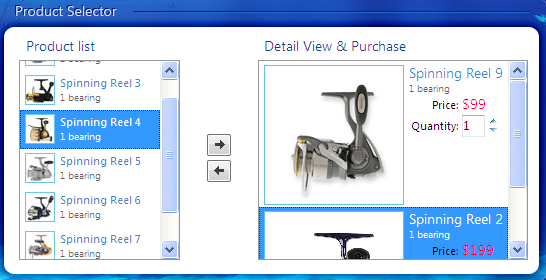 Product Selector
Product list
1 bearing
Spinning Reel 3
1 bearing
Spinning Reel 4
1 bearing
Spinning Reel 5
1 bearing
Spinning Reel 6
1 bearing
Spinning Reel 7
1 bearing
Detail View & Purchase
Spinning Reel 9
1 bearing
Price: $99
Quantity: 1
Spinning Reel 2
1 bearing
Price: $199